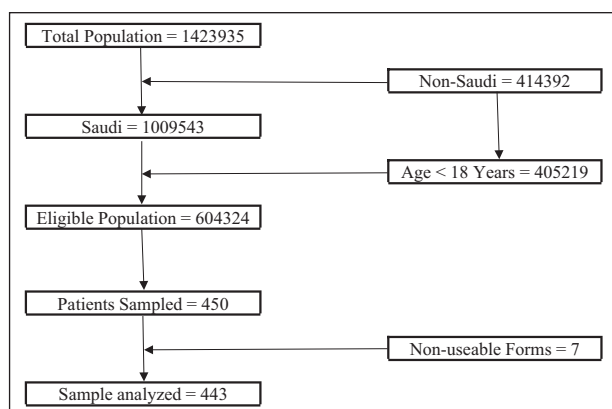 Total Population = 1423935
Non-Saudi = 414392
Saudi = 1009543
Age < 18 Years = 405219
Eligible Population = 604324
Patients Sampled = 450
Non-useable Forms = 7
Sample analyzed = 443